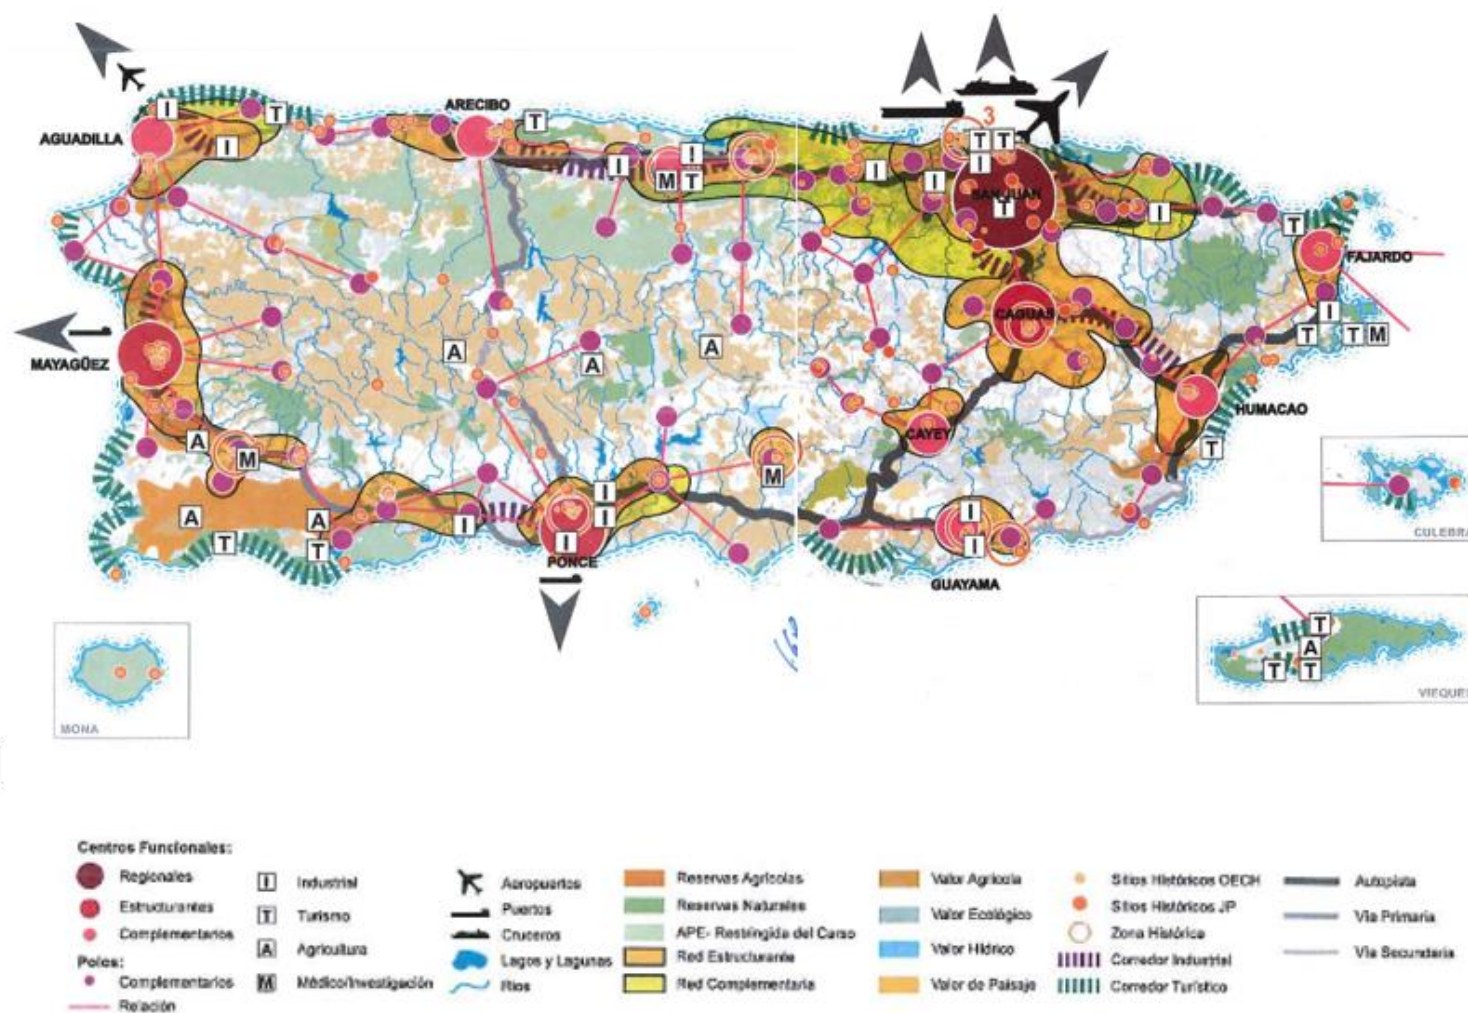 3
ARECIBO
T
I
T
AGUADILLA
I
I
I
M T
T T
I
I
I
SAN JUAN
T
I
T
FAJARDO
I
T
T M
CAGUAS
MAYAGÜEZ
A
A
A
HUMACAO
CAYEY
T
A
M
M
A
A
T
T
I
I
I
I
PONCE
I
I
GUAYAMA
CULEBRA
T
A
T T
VIEQUES
MONA
Centros Funcionales:
Regionales
Estructurantes
Complementarios
Polos:
Complementarios
Relación
I Industrial
T Turismo
A Agricultura
M Médico/Investigación
Aeropuertos
Puertos
Cruceros
Lagos y Lagunas
Rios
Reservas Agrícolas
Reservas Naturales
APE- Restringida del Carso
Red Estructurante
Red Complementaria
Valor Agrícola
Valor Ecológico
Valor Hídrico
Valor de Paisaje
Sitios Históricos OECH
Sitios Históricos JP
Zona Histórica
Corredor Industrial
Corredor Turístico
Autopista
Vía Primaria
Vía Secundaria